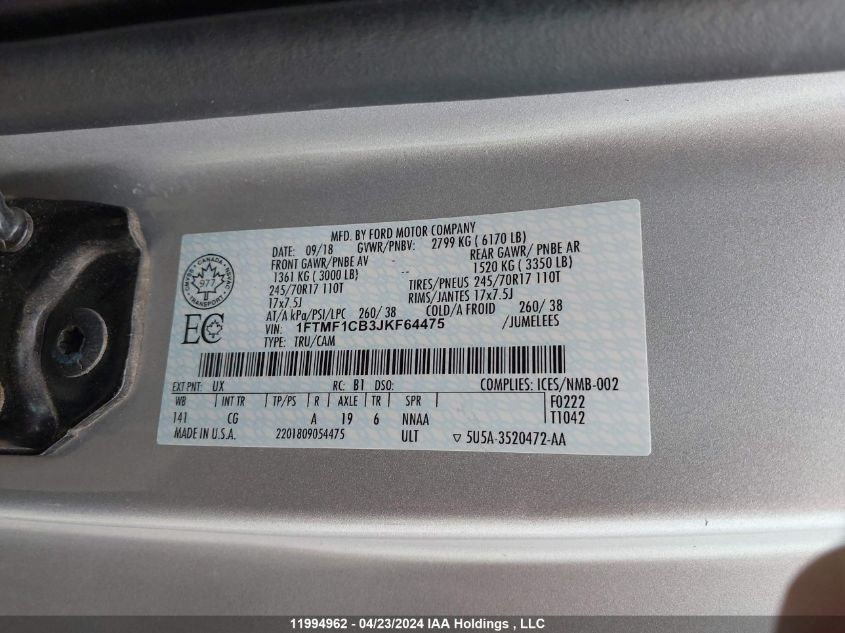 MFD. BY FORD MOTOR COMPANY
DATE: 09/18 GVWR/PNBV: 2799 KG ( 6170 LB)
FRONT GAWR/PNBE AV -- REAR GAWR/ PNBE AR
1361 KG ( 3000 LB) 1520 KG ( 3350 LB)
245/70R17 110T TIRES/PNEUS 245/70R17 110T
17x7.5J RIMS/JANTES 17x7.5J
AT/A kPa/PSI/LPC 260/ 38 COLD/A FROID 260/ 38
VIN: 1FTMF1CB3JKF64475 /JUMELEES
TYPE: TRU/CAM
CANADA
977
TRANSPORT
EC
EXT PNT: UX RC: B1 DSO: COMPLIES: ICES/NMB-002
WB INT TR TP/PS R AXLE TR SPR F0222
141 CG A 19 6 NNAA T1042
MADE IN U.S.A. 2201809054475 ULT ▽ 5U5A-3520472-AA
11994962 - 04/23/2024 IAA Holdings , LLC